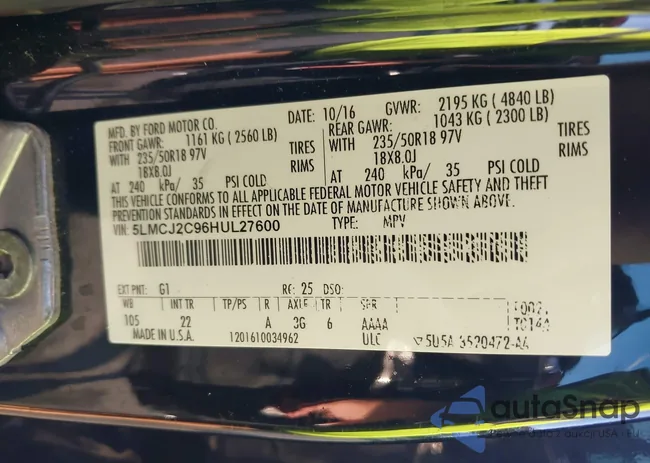 MFD. BY FORD MOTOR CO.
DATE: 10/16 GVWR: 2195 KG ( 4840 LB)
FRONT GAWR: 1161 KG ( 2560 LB) REAR GAWR: 1043 KG ( 2300 LB)
WITH 235/50R18 97V TIRES WITH 235/50R18 97V TIRES
18X8.0J RIMS 18X8.0J RIMS
AT 240 kPa/ 35 PSI COLD AT 240 kPa/ 35 PSI COLD
THIS VEHICLE CONFORMS TO ALL APPLICABLE FEDERAL MOTOR VEHICLE SAFETY AND THEFT
PREVENTION STANDARDS IN EFFECT ON THE DATE OF MANUFACTURE SHOWN ABOVE.
VIN: 5LMCJ2C96HUL27600 TYPE: MPV
EXT PNT: G1 RC: 25 DSO:
WB INT TR TP/PS R AXLE TR SPR
105 22 A 3G 6 AAAA
MADE IN U.S.A. 1201610034962 ULC 5U5A 3520472-AA
autoSnap